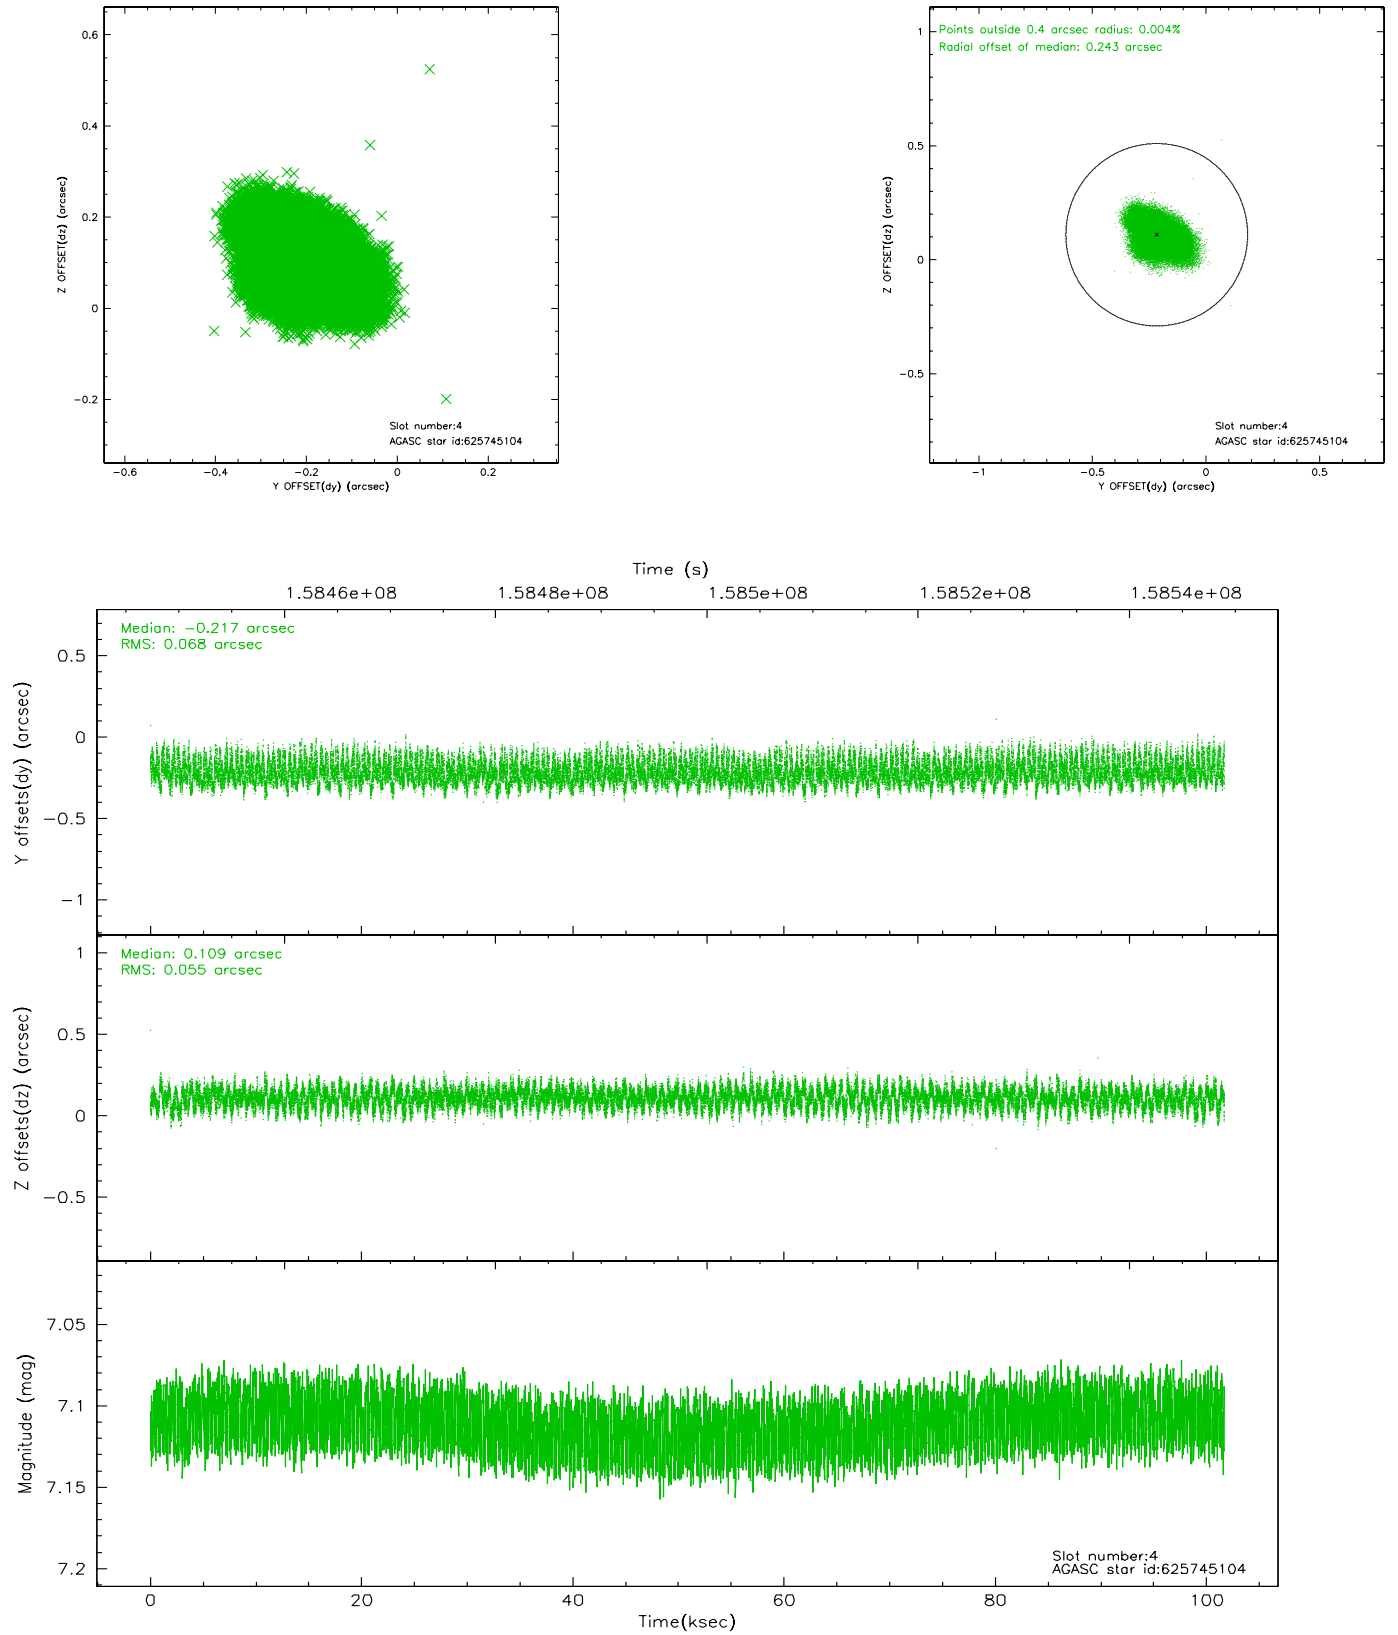 0.6
0.4
0.2
0
−0.2
Z OFFSET(dz) (arcsec)
Slot number:4
AGASC star id:625745104
−0.6 −0.4 −0.2 0 0.2
Y OFFSET(dy) (arcsec)
Points outside 0.4 arcsec radius: 0.004%
Radial offset of median: 0.243 arcsec
1
0.5
0
−0.5
Z OFFSET(dz) (arcsec)
Slot number:4
AGASC star id:625745104
−1 −0.5 0 0.5
Y OFFSET(dy) (arcsec)
Time (s)
1.5846e+08 1.5848e+08 1.585e+08 1.5852e+08 1.5854e+08
Median: −0.217 arcsec
RMS: 0.068 arcsec
0.5
0
−0.5
−1
Y offsets(dy) (arcsec)
Median: 0.109 arcsec
RMS: 0.055 arcsec
1
0.5
0
−0.5
Z offsets(dz) (arcsec)
7.05
7.1
7.15
7.2
Magnitude (mag)
Slot number:4
AGASC star id:625745104
0 20 40 60 80 100
Time(ksec)